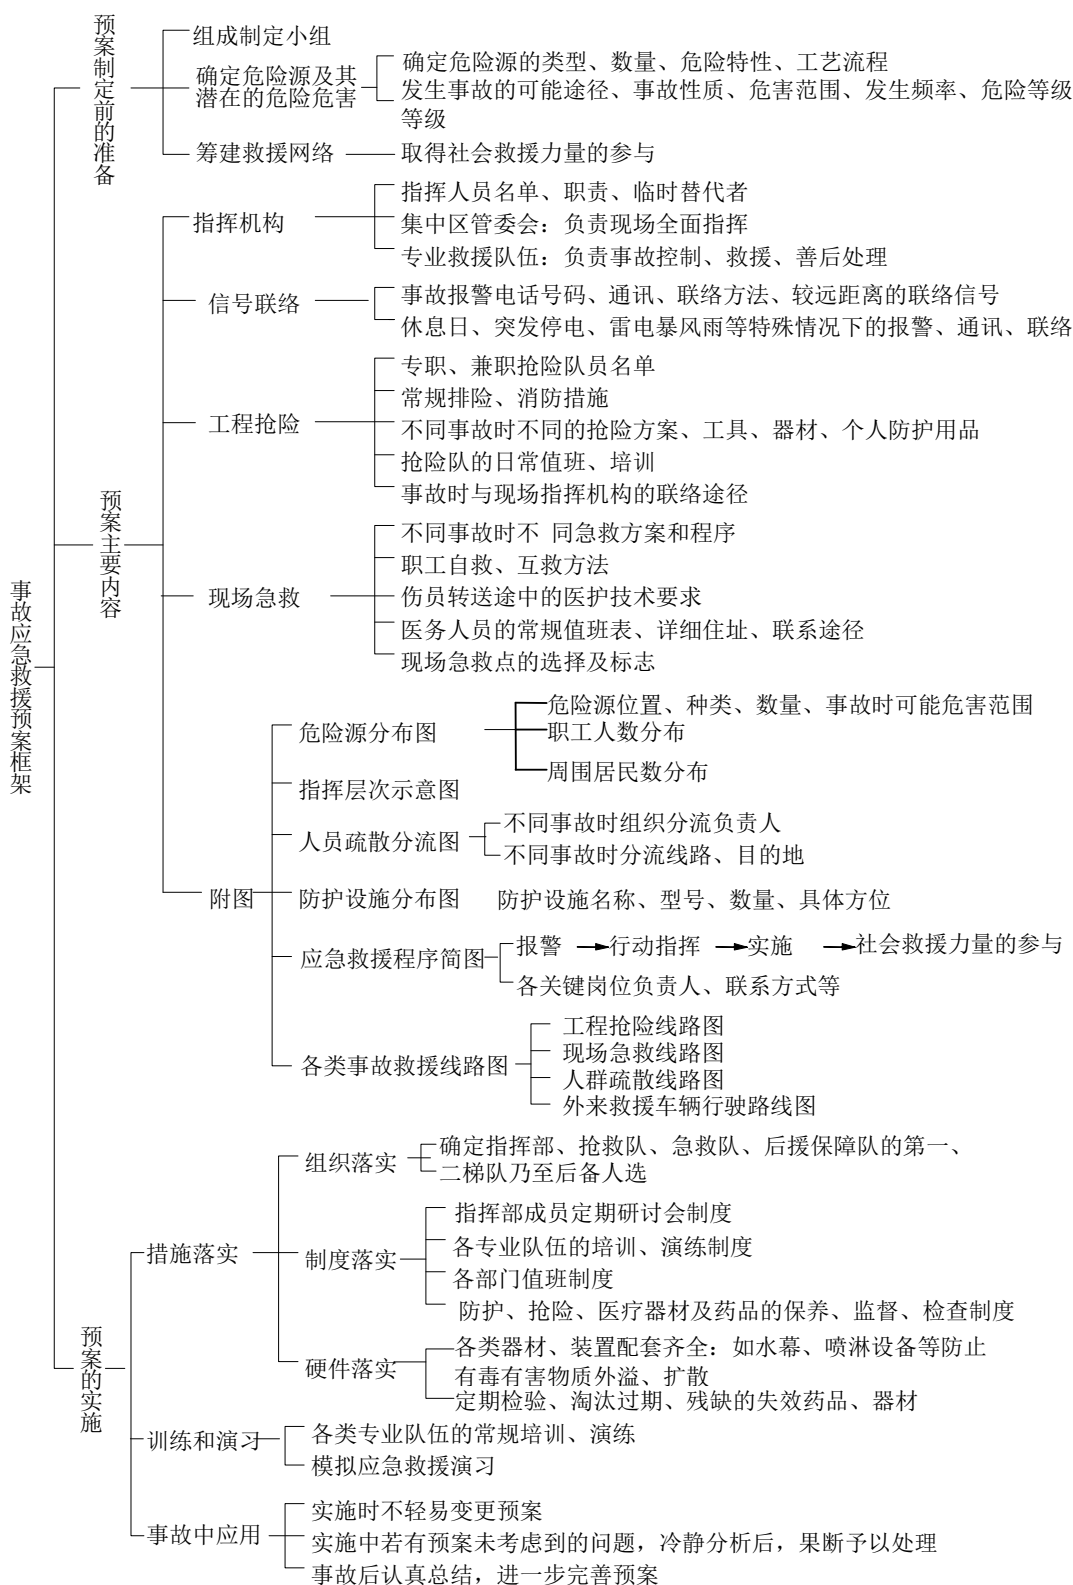 事故应急救援预案框架
预案制定前的准备
组成制定小组
确定危险源及其
潜在的危险危害
确定危险源的类型、数量、危险特性、工艺流程
发生事故的可能途径、事故性质、危害范围、发生频率、危险等级
等级
筹建救援网络
取得社会救援力量的参与
预案主要内容
指挥机构
指挥人员名单、职责、临时替代者
集中区管委会：负责现场全面指挥
专业救援队伍：负责事故控制、救援、善后处理
信号联络
事故报警电话号码、通讯、联络方法、较远距离的联络信号
休息日、突发停电、雷电暴风雨等特殊情况下的报警、通讯、联络
工程抢险
专职、兼职抢险队员名单
常规排险、消防措施
不同事故时不同的抢险方案、工具、器材、个人防护用品
抢险队的日常值班、培训
事故时与现场指挥机构的联络途径
现场急救
不同事故时不 同急救方案和程序
职工自救、互救方法
伤员转送途中的医护技术要求
医务人员的常规值班表、详细住址、联系途径
现场急救点的选择及标志
附图
危险源分布图
危险源位置、种类、数量、事故时可能危害范围
职工人数分布
周围居民数分布
指挥层次示意图
人员疏散分流图
不同事故时组织分流负责人
不同事故时分流线路、目的地
防护设施分布图
防护设施名称、型号、数量、具体方位
应急救援程序简图
报警 行动指挥 实施 社会救援力量的参与
各关键岗位负责人、联系方式等
各类事故救援线路图
工程抢险线路图
现场急救线路图
人群疏散线路图
外来救援车辆行驶路线图
预案的实施
措施落实
组织落实
确定指挥部、抢救队、急救队、后援保障队的第一、
二梯队乃至后备人选
制度落实
指挥部成员定期研讨会制度
各专业队伍的培训、演练制度
各部门值班制度
防护、抢险、医疗器材及药品的保养、监督、检查制度
硬件落实
各类器材、装置配套齐全：如水幕、喷淋设备等防止
有毒有害物质外溢、扩散
定期检验、淘汰过期、残缺的失效药品、器材
训练和演习
各类专业队伍的常规培训、演练
模拟应急救援演习
事故中应用
实施时不轻易变更预案
实施中若有预案未考虑到的问题，冷静分析后，果断予以处理
事故后认真总结，进一步完善预案